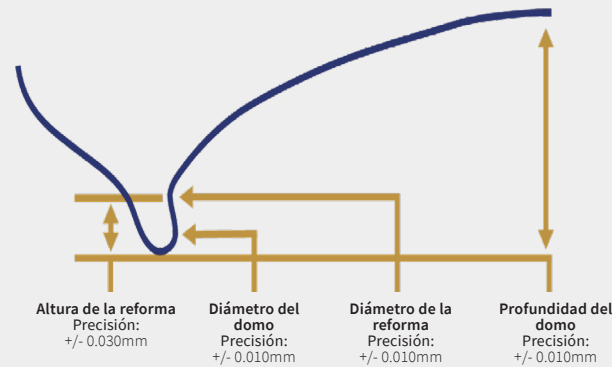 Altura de la reforma
Precisión:
+/- 0.030mm
Diámetro del
domo
Precisión:
+/- 0.010mm
Diámetro de la
reforma
Precisión:
+/- 0.010mm
Profundidad del
domo
Precisión:
+/- 0.010mm